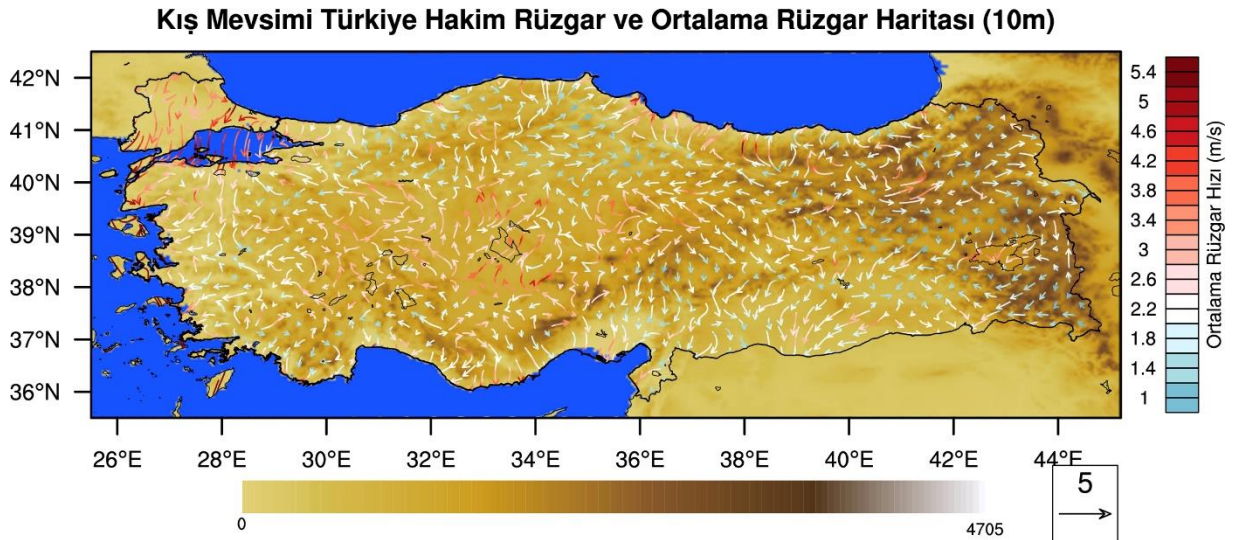 Kış Mevsimi Türkiye Hakim Rüzgar ve Ortalama Rüzgar Haritası (10m)
42°N
41°N
40°N
39°N
38°N
37°N
36°N
26°E 28°E 30°E 32°E 34°E 36°E 38°E 40°E 42°E 44°E
5.4
5
4.6
4.2
3.8
3.4
3
2.6
2.2
1.8
1.4
1
Ortalama Rüzgar Hızı (m/s)
0 4705
5